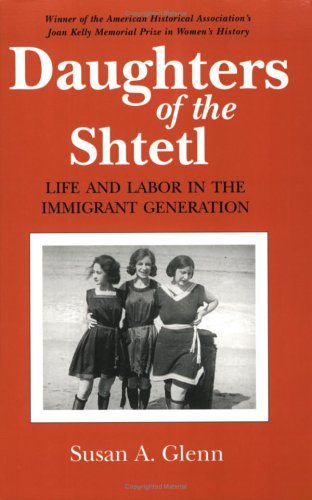 Winner of the American Historical Association's
Joan Kelly Memorial Prize in Women's History
Daughters
of the
Shtetl
LIFE AND LABOR IN THE
IMMIGRANT GENERATION
Susan A. Glenn